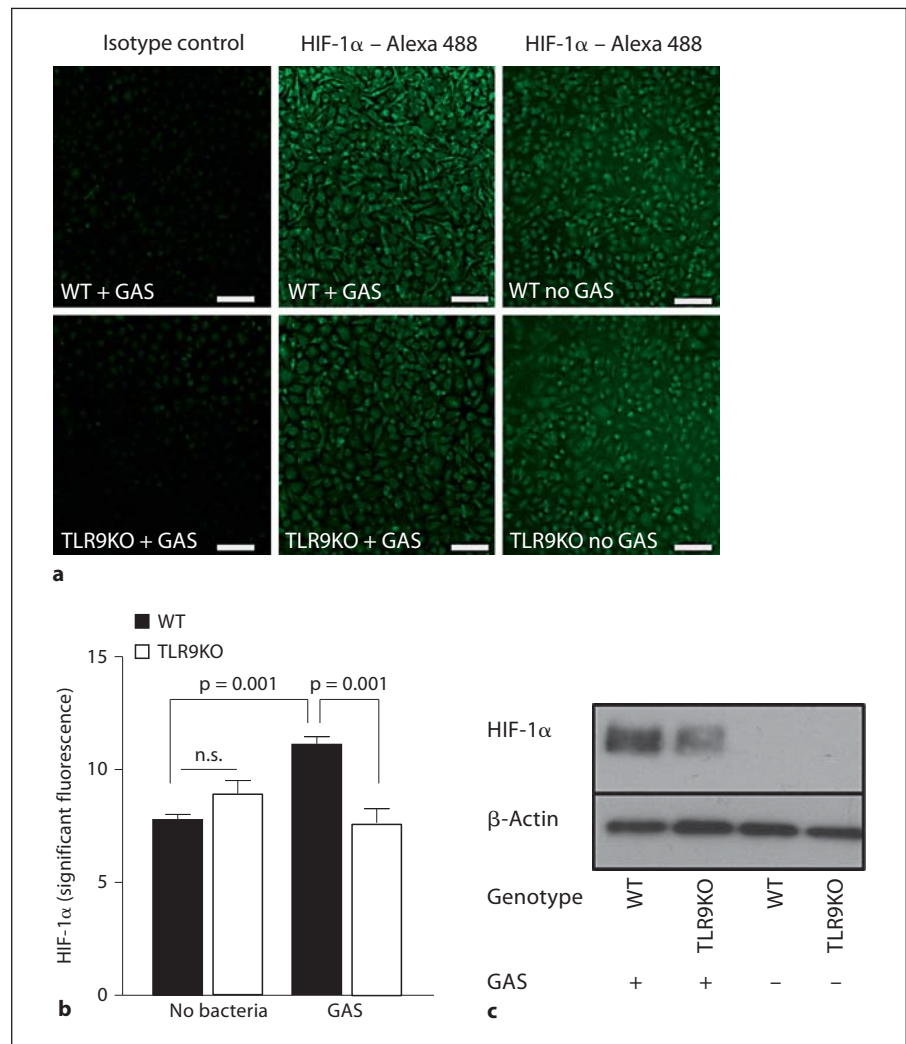 Isotype control HIF-1α – Alexa 488 HIF-1α – Alexa 488
WT + GAS WT + GAS WT no GAS
TLR9KO + GAS TLR9KO + GAS TLR9KO no GAS
a
WT
TLR9KO
HIF-1α (significant fluorescence)
15
10
5
0
p = 0.001 p = 0.001
n.s.
No bacteria GAS
b
HIF-1α
β-Actin
Genotype WT TLR9KO WT TLR9KO
GAS + + – –
c